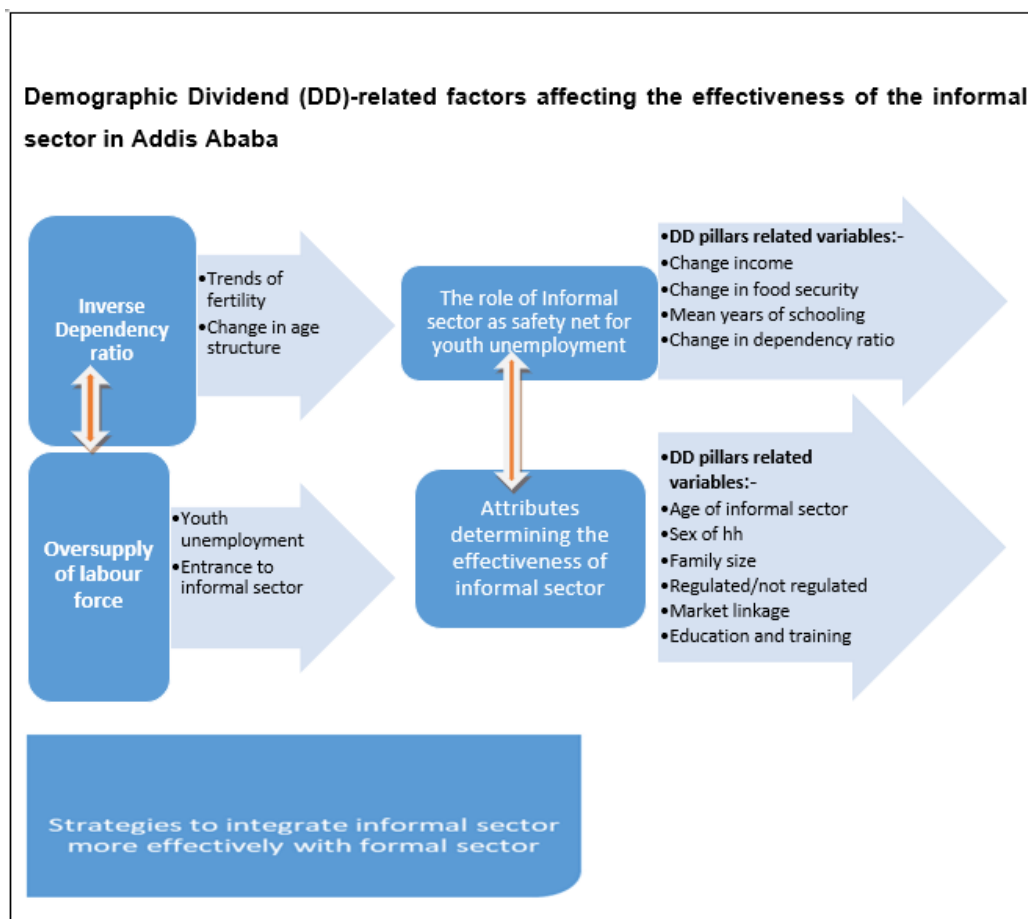 Demographic Dividend (DD)-related factors affecting the effectiveness of the informal
sector in Addis Ababa
Inverse
Dependency
ratio
•Trends of
fertility
•Change in age
structure
The role of Informal
sector as safety net for
youth unemployment
•DD pillars related variables:-
•Change income
•Change in food security
•Mean years of schooling
•Change in dependency ratio
Oversupply
of labour
force
•Youth
unemployment
•Entrance to
informal sector
Attributes
determining the
effectiveness of
informal sector
•DD pillars related
variables:-
•Age of informal sector
•Sex of hh
•Family size
•Regulated/not regulated
•Market linkage
•Education and training
Strategies to integrate informal sector
more effectively with formal sector